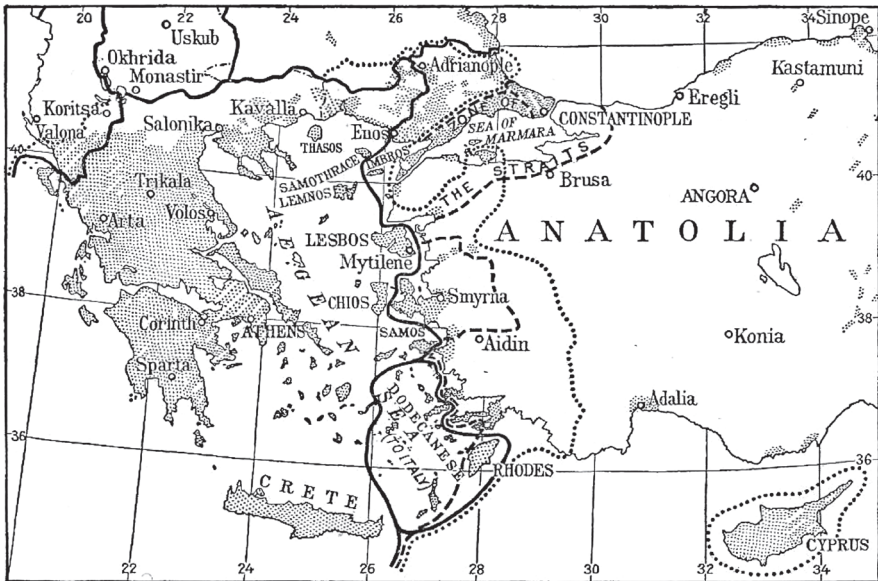 20 22 24 26 28 30 32 34
Sinope
Uskub
Okhrida
Monastir
Adrianople
Kastamuni
Koritsa
Kavalla
Eregli
Valona
Salonika
Enos
SEA OF
MARMARA
CONSTANTINOPLE
THASOS
40
SAMOTHRACE
IMBROS
ZONE OF
THE STRAITS
Brusa
40
LEMNOS
Trikala
ANGORA
Arta
Volos
AEGEAN
SEA
LESBOS
Mytilene
ANATOLIA
38
CHIOS
Smyrna
38
Corinth
ATHENS
SAMOS
Aidin
Konia
Sparta
DODECANESE
(TO ITALY)
Adalia
36
RHODES
36
CRETE
CYPRUS
22 24 26 28 30 32 34